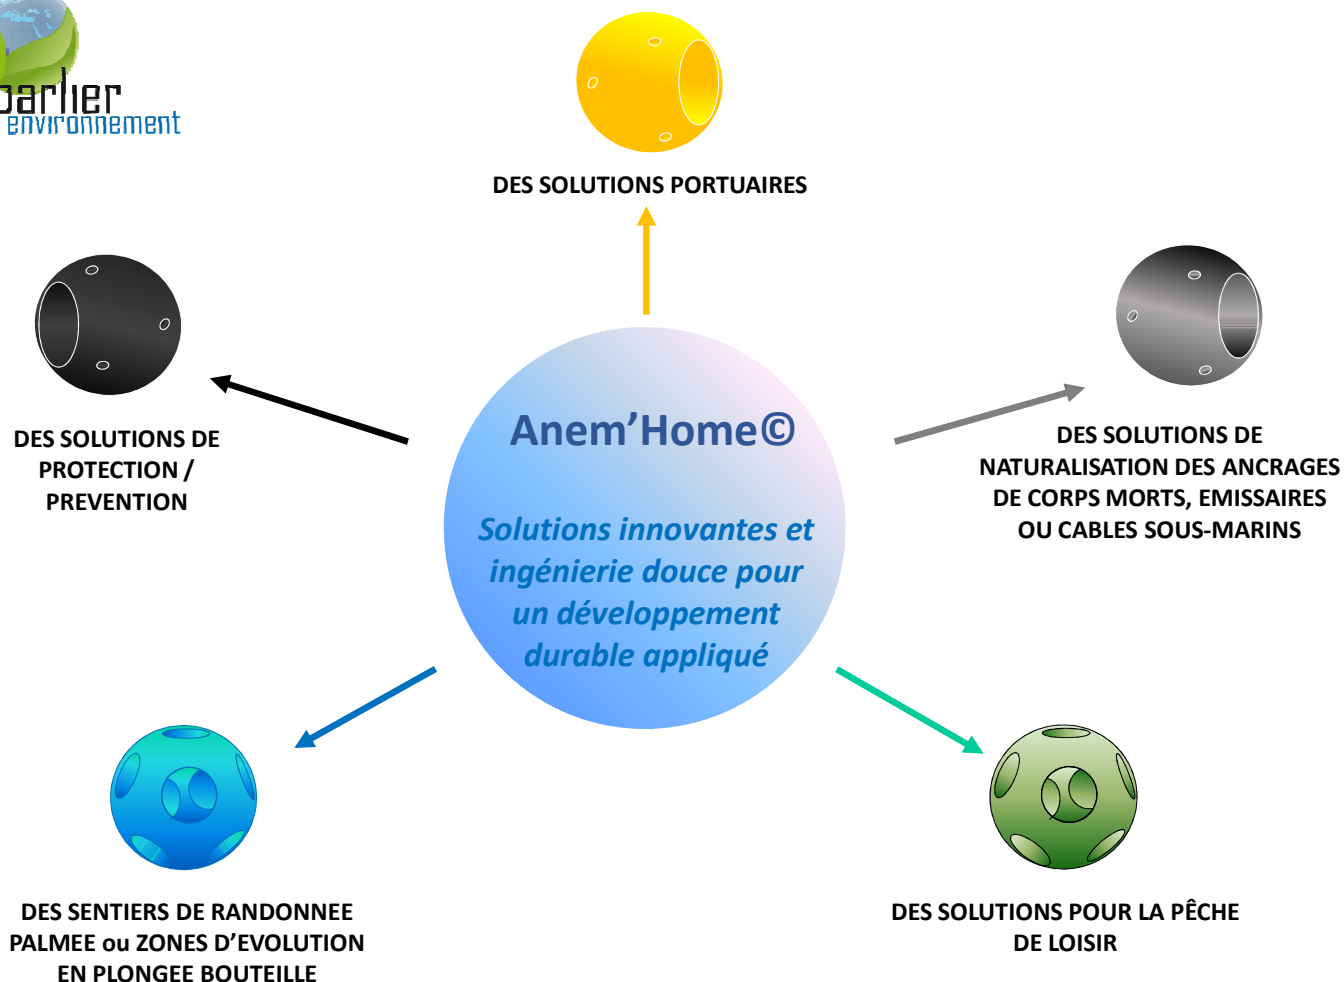 parlier
environnement
DES SOLUTIONS PORTUAIRES
DES SOLUTIONS DE
PROTECTION /
PREVENTION
Anem'Home©
Solutions innovantes et
ingénierie douce pour
un développement
durable appliqué
DES SOLUTIONS DE
NATURALISATION DES ANCRAGES
DE CORPS MORTS, EMISSAIRES
OU CABLES SOUS-MARINS
DES SENTIERS DE RANDONNEE
PALMEE ou ZONES D'EVOLUTION
EN PLONGEE BOUTEILLE
DES SOLUTIONS POUR LA PÊCHE
DE LOISIR